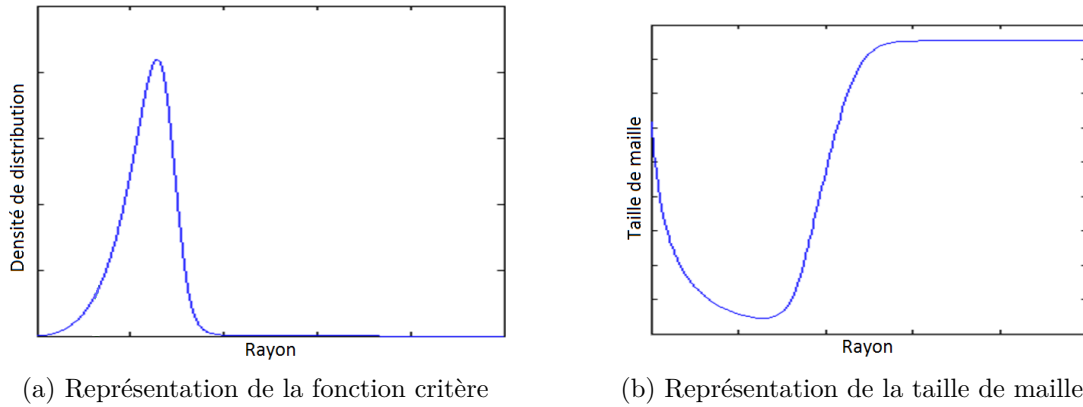 Densité de distribution
Rayon
(a) Représentation de la fonction critère
Taille de maille
Rayon
(b) Représentation de la taille de maille